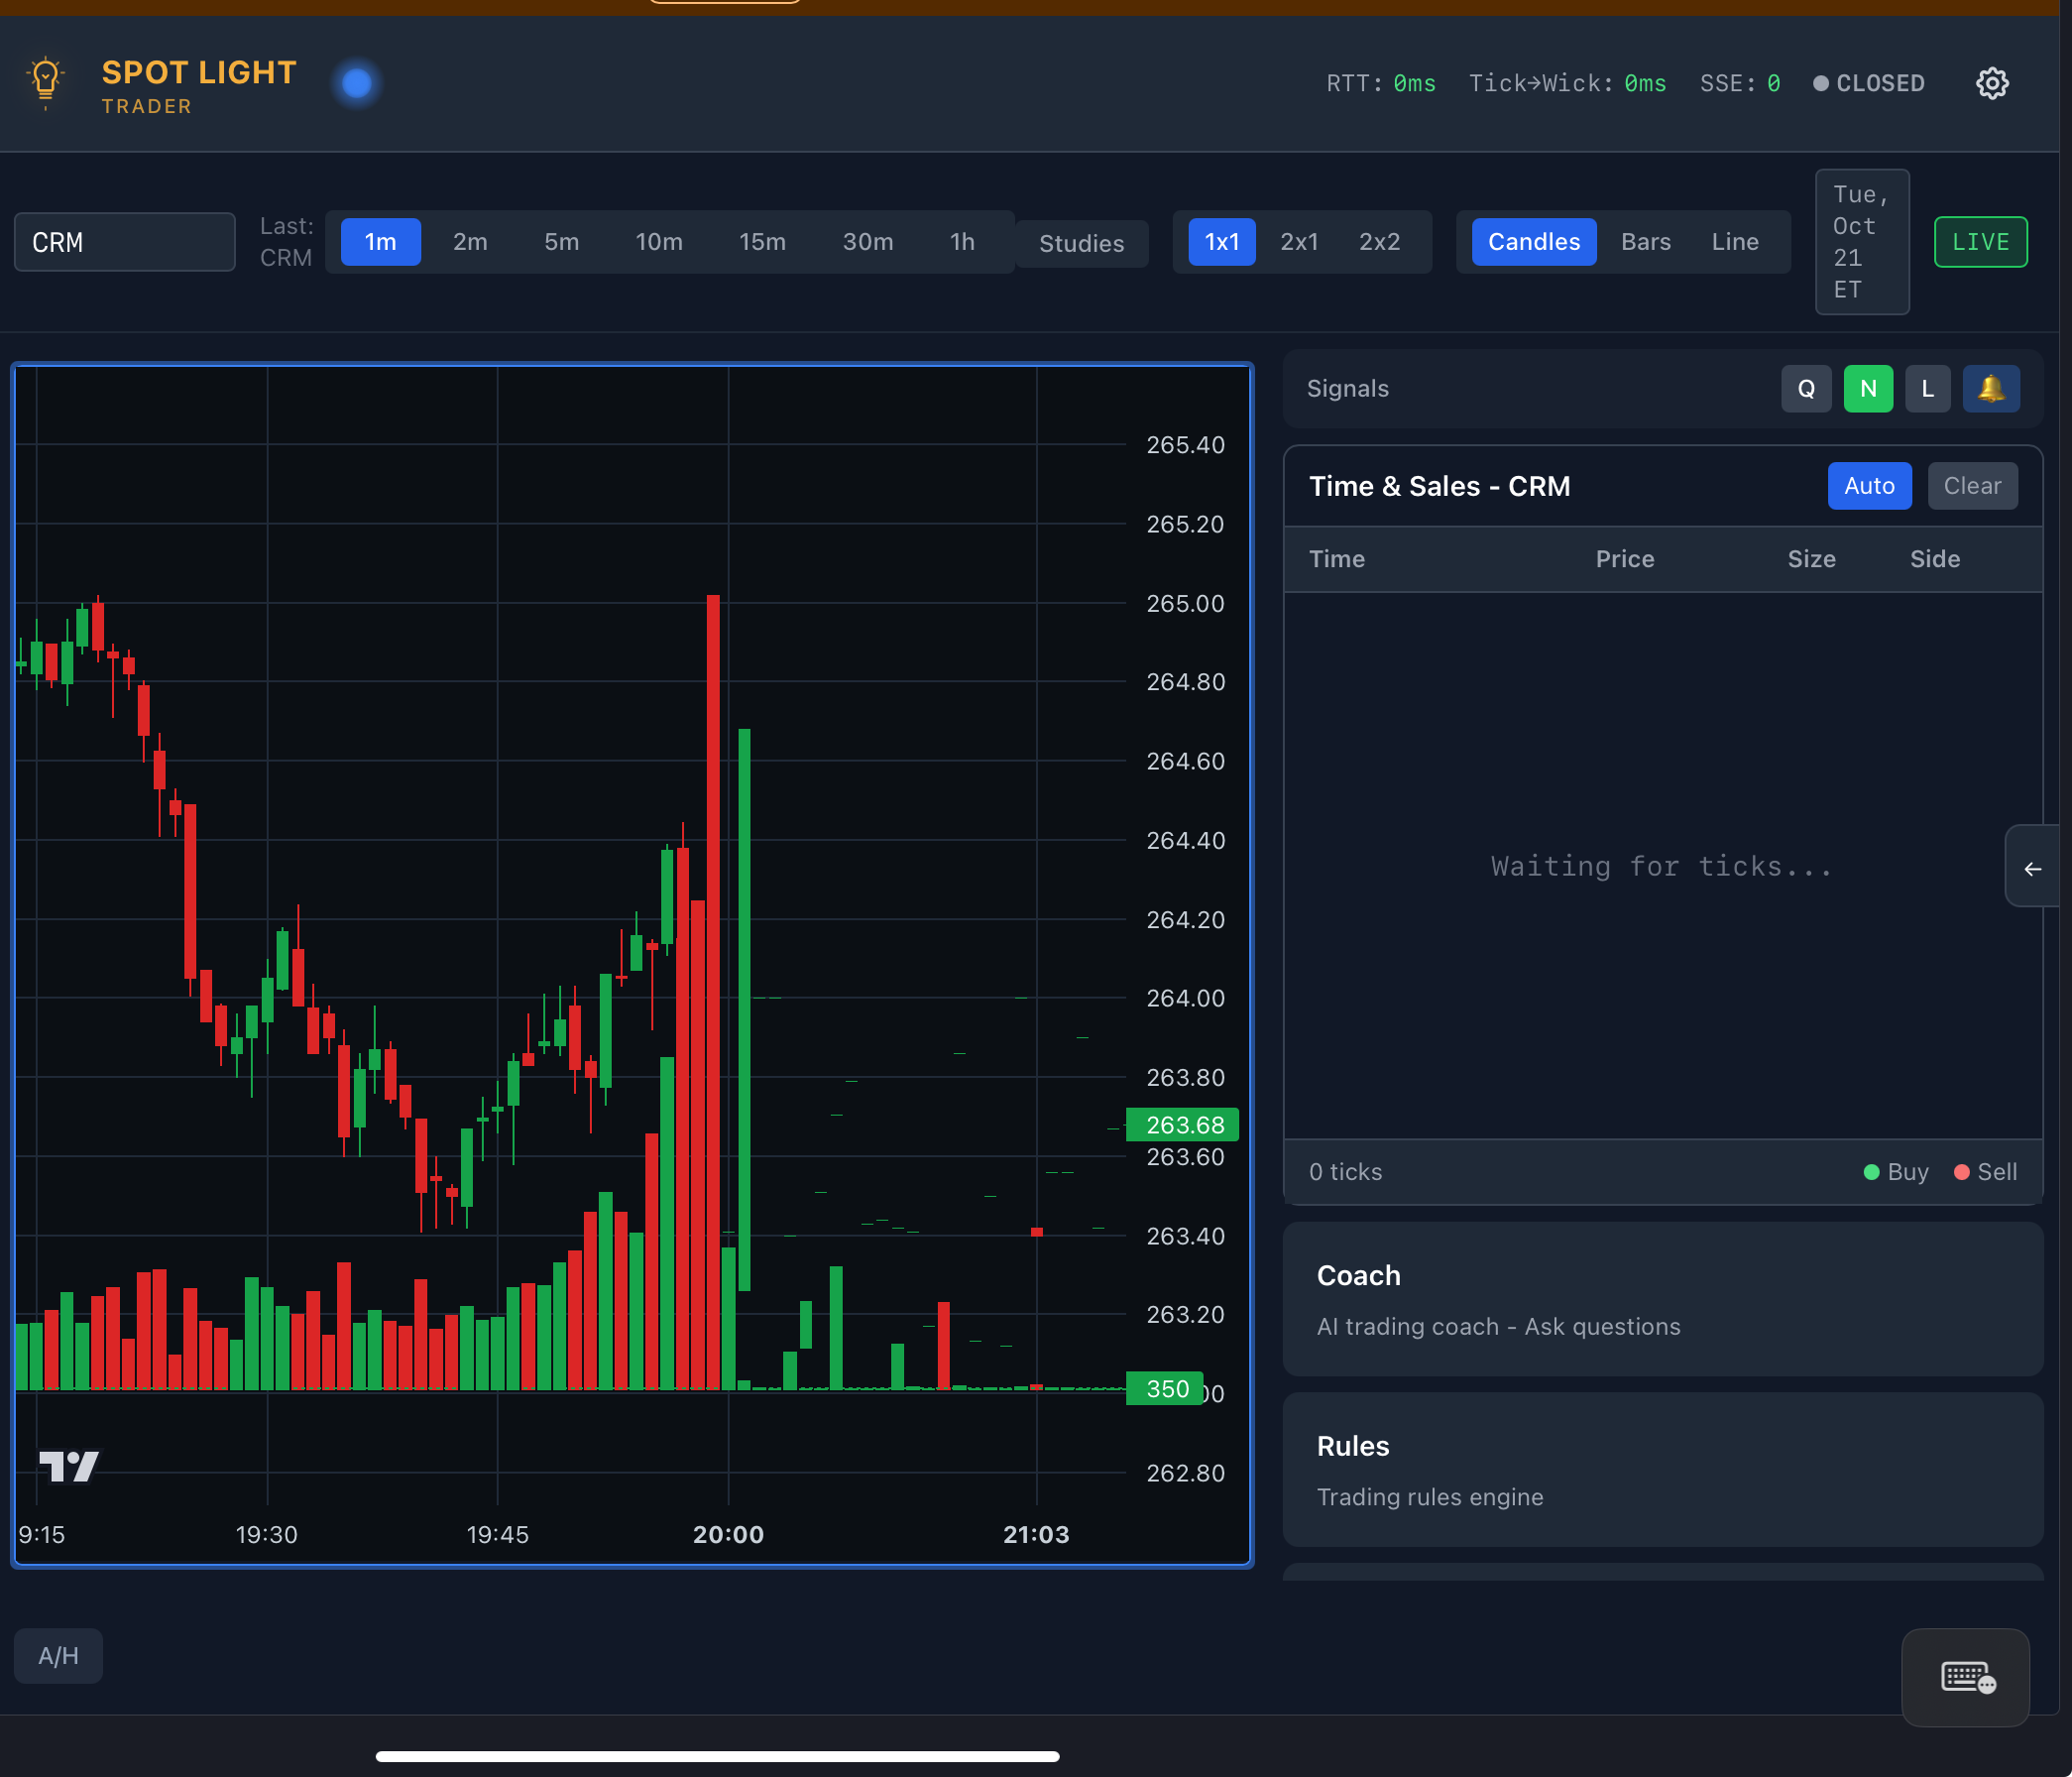 SPOT LIGHT
TRADER
RTT: 0ms Tick→Wick: 0ms SSE: 0 CLOSED
CRM
Last:
CRM
1m 2m 5m 10m 15m 30m 1h
Studies
1x1 2x1 2x2
Candles Bars Line
Tue,
Oct
21
ET
LIVE
265.40
265.20
265.00
264.80
264.60
264.40
264.20
264.00
263.80
263.68
263.60
263.40
263.20
350 00
262.80
9:15 19:30 19:45 20:00 21:03
Signals
Q N L
Time & Sales - CRM
Auto Clear
Time Price Size Side
Waiting for ticks...
0 ticks
Buy Sell
Coach
AI trading coach - Ask questions
Rules
Trading rules engine
A/H